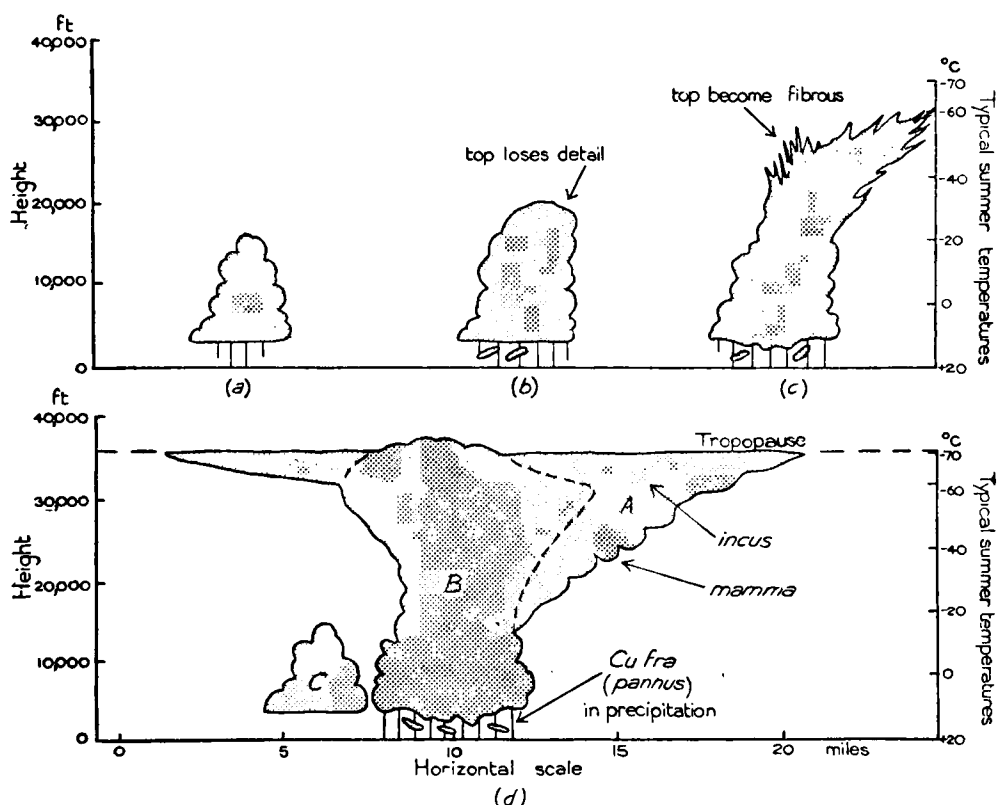 ft
40,000
30,000
20,000
10,000
0
Height
top loses detail
top become fibrous
°C
-70
-60
-40
-20
0
+20
Typical summer temperatures
(a)
(b)
(c)
ft
40,000
30,000
20,000
10,000
0
Height
Tropopause
A
incus
mamma
B
C
Cu fra
(pannus)
in precipitation
°C
-70
-60
-40
-20
0
+20
Typical summer temperatures
0
5
10
15
20
miles
Horizontal scale
(d)